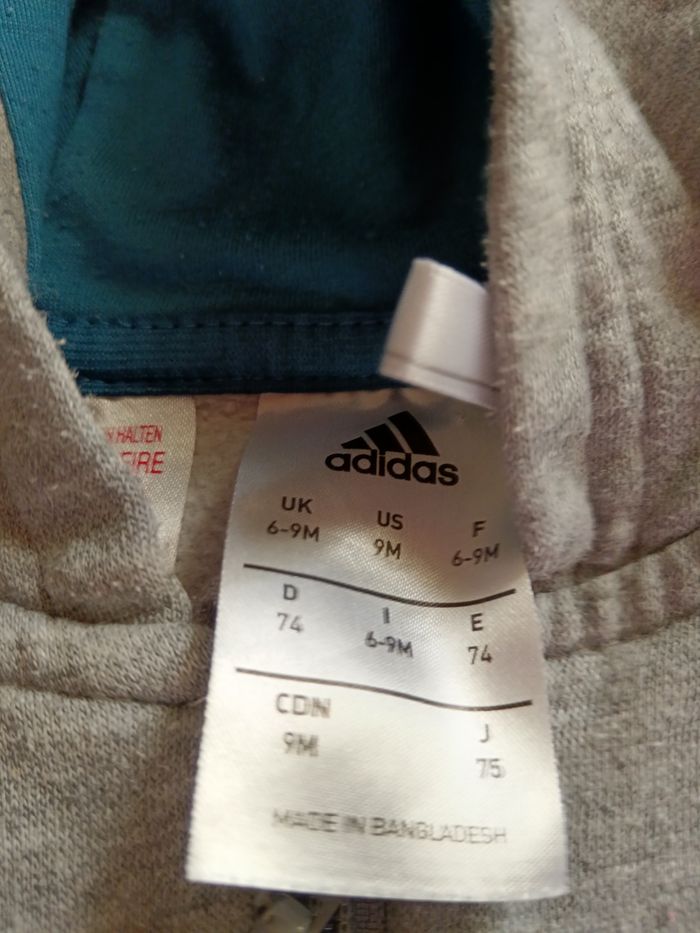 HALTEN
FIRE
adidas
UK US F
6-9M 9M 6-9M
D I E
74 6-9M 74
CDN J
9M 75
MADE IN BANGLADESH